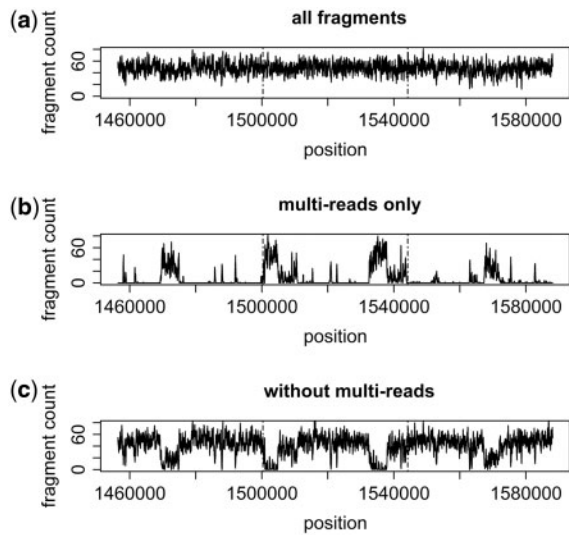 (a) all fragments
fragment count
60
0
1460000 1500000 1540000 1580000
position
(b) multi-reads only
fragment count
60
0
1460000 1500000 1540000 1580000
position
(c) without multi-reads
fragment count
60
0
1460000 1500000 1540000 1580000
position